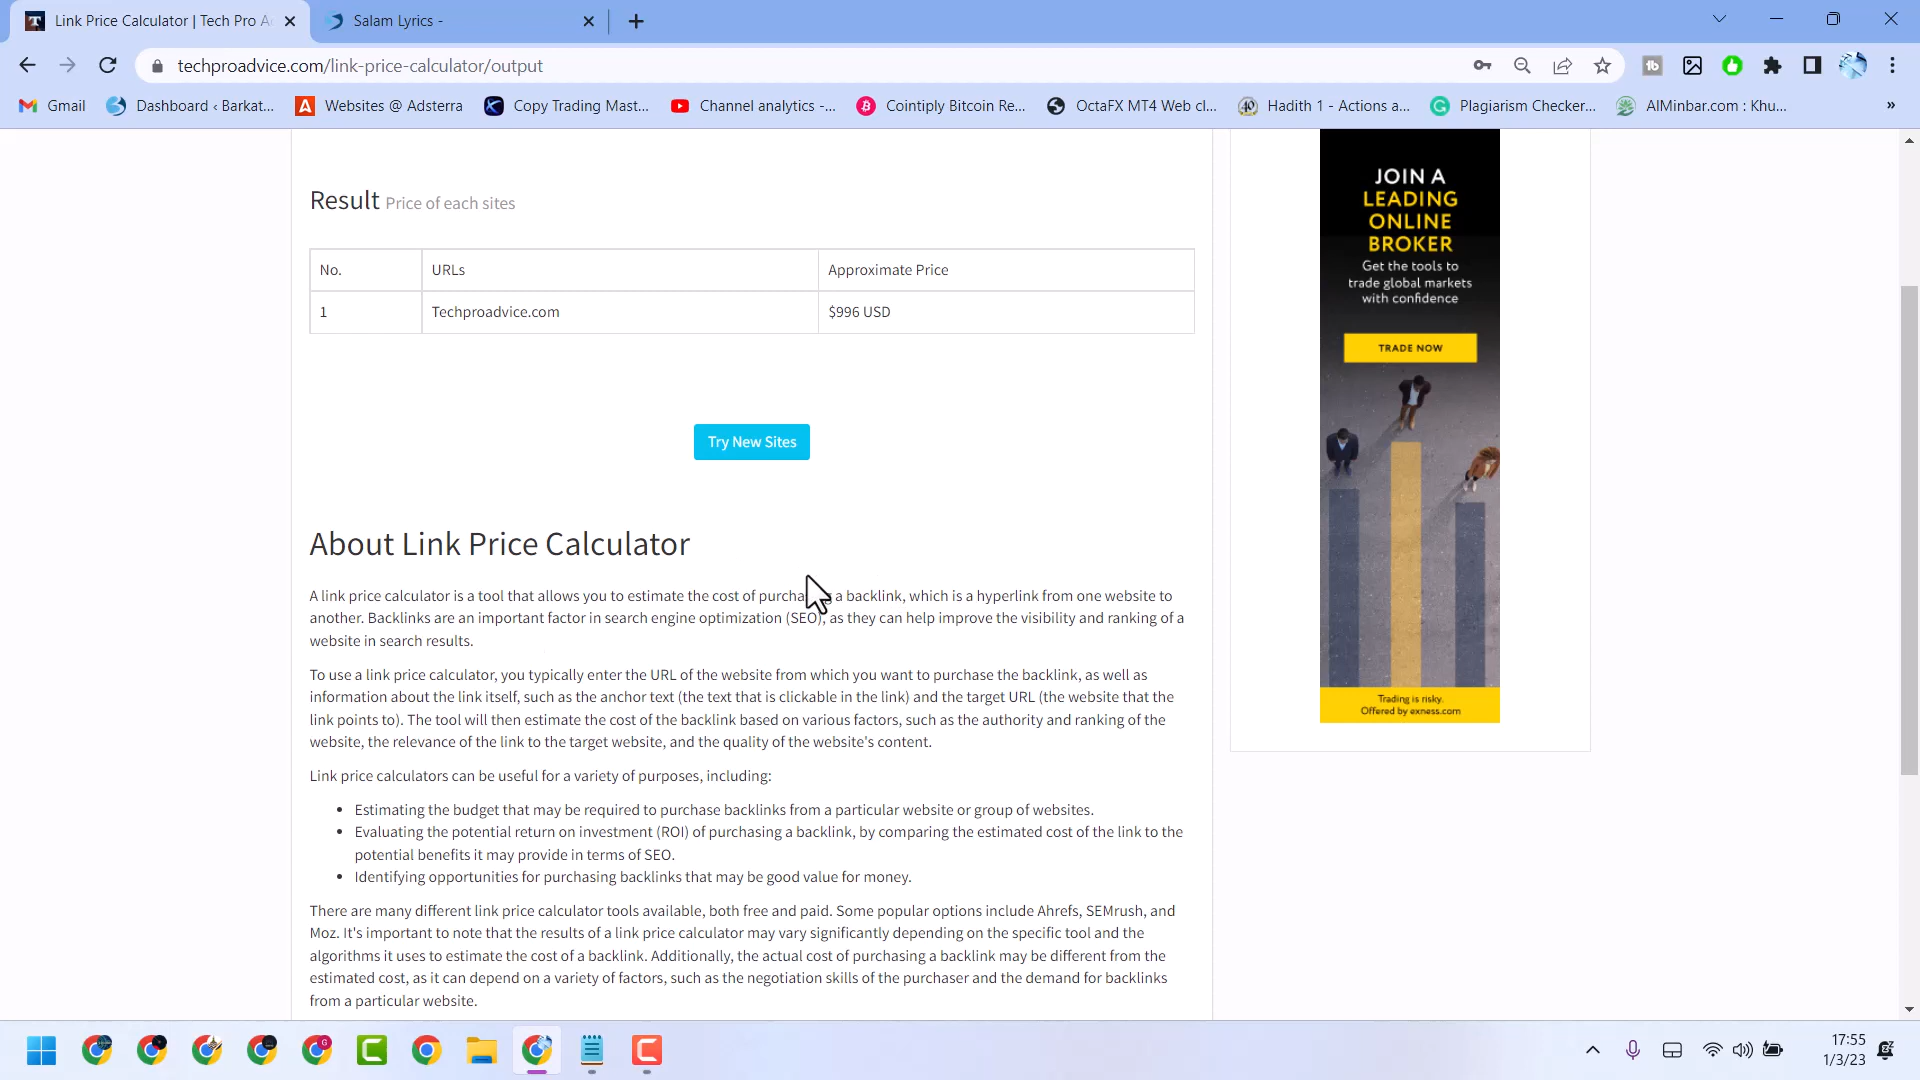 Link Price Calculator | Tech Pro A
Salam Lyrics -
techproadvice.com/link-price-calculator/output
Gmail
Dashboard ‹ Barkat...
Websites @ Adsterra
Copy Trading Mast...
Channel analytics -...
Cointiply Bitcoin Re...
OctaFX MT4 Web cl...
Hadith 1 - Actions a...
Plagiarism Checker...
AlMinbar.com : Khu...
»
Result Price of each sites
No. URLs Approximate Price
1 Techproadvice.com $996 USD
Try New Sites
About Link Price Calculator
A link price calculator is a tool that allows you to estimate the cost of purcha a backlink, which is a hyperlink from one website to
another. Backlinks are an important factor in search engine optimization (SEO), as they can help improve the visibility and ranking of a
website in search results.
To use a link price calculator, you typically enter the URL of the website from which you want to purchase the backlink, as well as
information about the link itself, such as the anchor text (the text that is clickable in the link) and the target URL (the website that the
link points to). The tool will then estimate the cost of the backlink based on various factors, such as the authority and ranking of the
website, the relevance of the link to the target website, and the quality of the website's content.
Link price calculators can be useful for a variety of purposes, including:
• Estimating the budget that may be required to purchase backlinks from a particular website or group of websites.
• Evaluating the potential return on investment (ROI) of purchasing a backlink, by comparing the estimated cost of the link to the
potential benefits it may provide in terms of SEO.
• Identifying opportunities for purchasing backlinks that may be good value for money.
There are many different link price calculator tools available, both free and paid. Some popular options include Ahrefs, SEMrush, and
Moz. It's important to note that the results of a link price calculator may vary significantly depending on the specific tool and the
algorithms it uses to estimate the cost of a backlink. Additionally, the actual cost of purchasing a backlink may be different from the
estimated cost, as it can depend on a variety of factors, such as the negotiation skills of the purchaser and the demand for backlinks
from a particular website.
JOIN A
LEADING
ONLINE
BROKER
Get the tools to
trade global markets
with confidence
TRADE NOW
Trading is risky.
Offered by exness.com
17:55
1/3/23